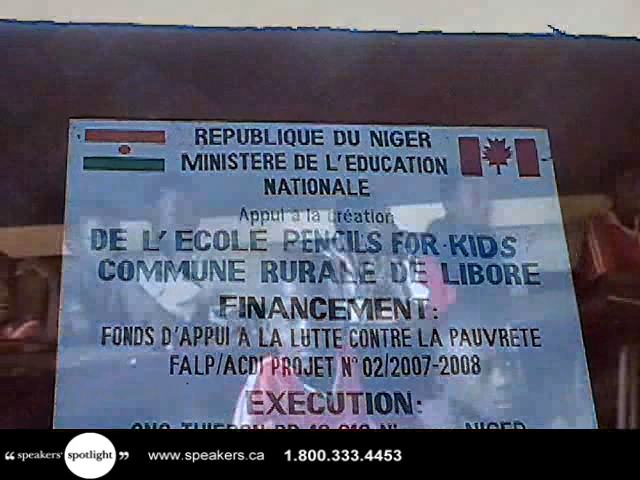 REPUBLIQUE DU NIGER
MINISTERE DE L'EDUCATION
NATIONALE
Appui à la création
DE L'ECOLE PENCILS FOR KIDS
COMMUNE RURALE DE LIBORE
FINANCEMENT:
FONDS D'APPUI A LA LUTTE CONTRE LA PAUVRETE
FALP/ACDI PROJET N° 02/2007-2008
EXECUTION:
NIGER
“speakers' spotlight” www.speakers.ca 1.800.333.4453